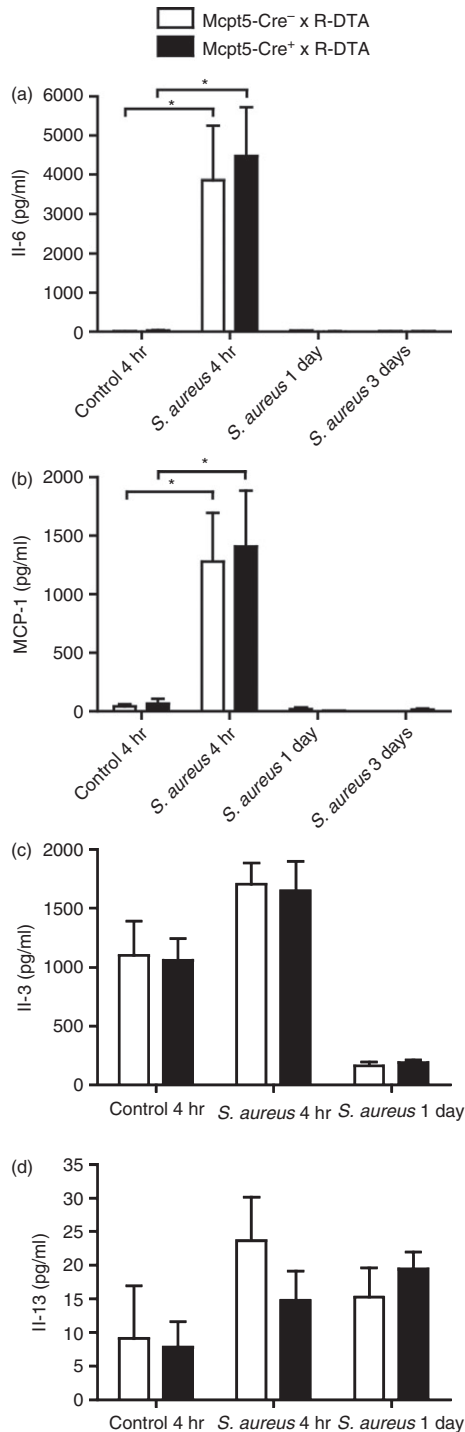 Mcpt5-Cre⁻ x R-DTA
Mcpt5-Cre⁺ x R-DTA
(a)
6000
5000
4000
3000
2000
1000
0
Il-6 (pg/ml)
*
*
Control 4 hr
S. aureus 4 hr
S. aureus 1 day
S. aureus 3 days
(b)
2000
1500
1000
500
0
MCP-1 (pg/ml)
*
*
Control 4 hr
S. aureus 4 hr
S. aureus 1 day
S. aureus 3 days
(c)
2000
1500
1000
500
0
Il-3 (pg/ml)
Control 4 hr
S. aureus 4 hr
S. aureus 1 day
(d)
35
30
25
20
15
10
5
0
Il-13 (pg/ml)
Control 4 hr
S. aureus 4 hr
S. aureus 1 day